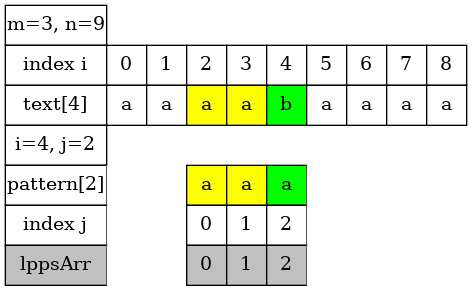 m=3, n=9
index i 0 1 2 3 4 5 6 7 8
text[4] a a a a b a a a a
i=4, j=2
pattern[2] a a a
index j 0 1 2
lppsArr 0 1 2